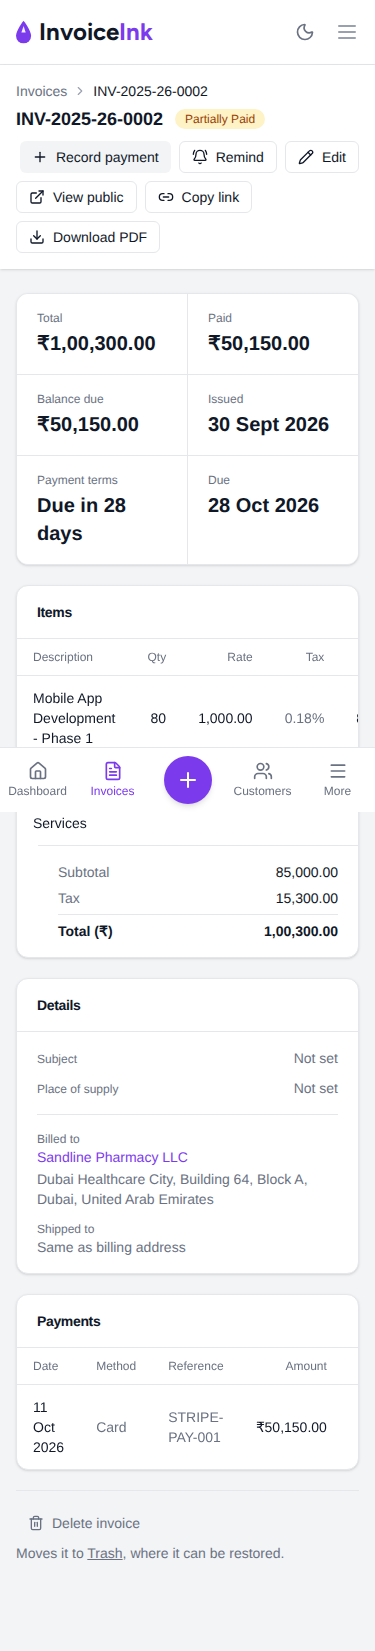 InvoiceInk
Invoices > INV-2025-26-0002
INV-2025-26-0002 Partially Paid
Record payment Remind Edit
View public Copy link
Download PDF
Total Paid
₹1,00,300.00 ₹50,150.00
Balance due Issued
₹50,150.00 30 Sept 2026
Payment terms Due
Due in 28 28 Oct 2026
days
Items
Description Qty Rate Tax
Mobile App
Development 80 1,000.00 0.18%
- Phase 1
Dashboard Invoices Customers More
Services
Subtotal 85,000.00
Tax 15,300.00
Total (₹) 1,00,300.00
Details
Subject Not set
Place of supply Not set
Billed to
Sandline Pharmacy LLC
Dubai Healthcare City, Building 64, Block A,
Dubai, United Arab Emirates
Shipped to
Same as billing address
Payments
Date Method Reference Amount
11
Oct Card STRIPE- ₹50,150.00
2026 PAY-001
Delete invoice
Moves it to Trash, where it can be restored.